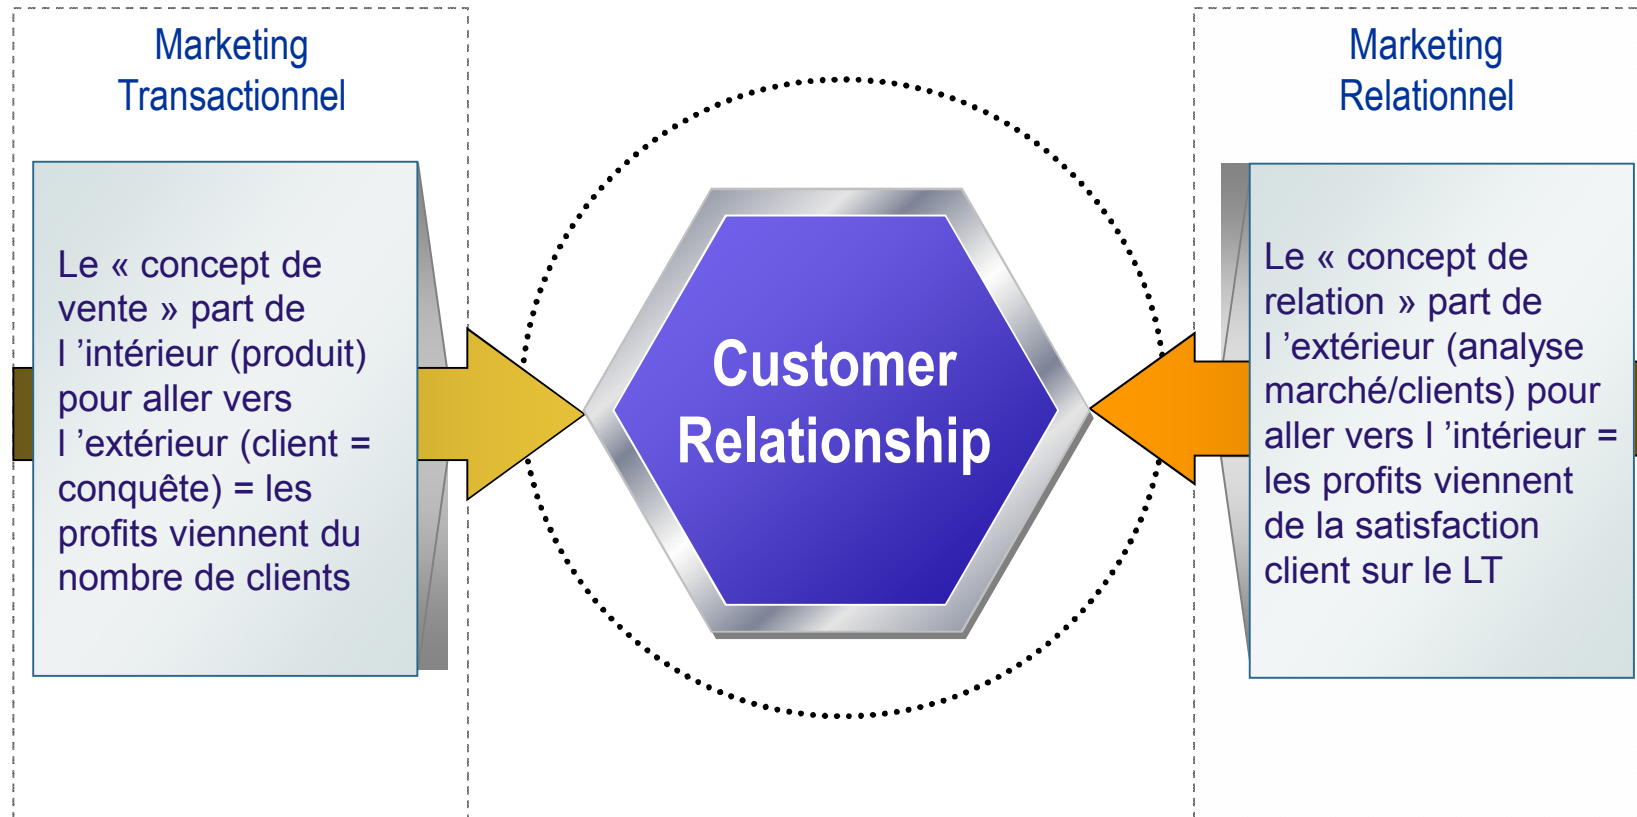 Marketing
Transactionnel
Le « concept de
vente » part de
l ’intérieur (produit)
pour aller vers
l ’extérieur (client =
conquête) = les
profits viennent du
nombre de clients
Customer
Relationship
Marketing
Relationnel
Le « concept de
relation » part de
l ’extérieur (analyse
marché/clients) pour
aller vers l ’intérieur =
les profits viennent
de la satisfaction
client sur le LT